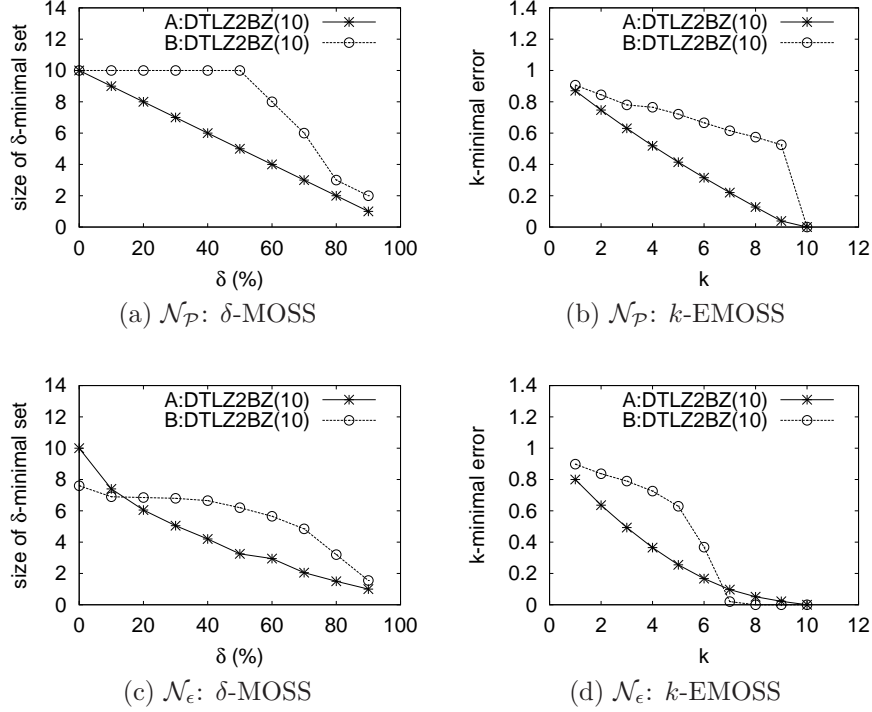 A:DTLZ2BZ(10)
B:DTLZ2BZ(10)
size of δ-minimal set
14
12
10
8
6
4
2
0
0 20 40 60 80 100
δ (%)
(a) 𝒩_𝒫: δ-MOSS
A:DTLZ2BZ(10)
B:DTLZ2BZ(10)
k-minimal error
1.4
1.2
1
0.8
0.6
0.4
0.2
0
0 2 4 6 8 10 12
k
(b) 𝒩_𝒫: k-EMOSS
A:DTLZ2BZ(10)
B:DTLZ2BZ(10)
size of δ-minimal set
14
12
10
8
6
4
2
0
0 20 40 60 80 100
δ (%)
(c) 𝒩_ϵ: δ-MOSS
A:DTLZ2BZ(10)
B:DTLZ2BZ(10)
k-minimal error
1.4
1.2
1
0.8
0.6
0.4
0.2
0
0 2 4 6 8 10 12
k
(d) 𝒩_ϵ: k-EMOSS